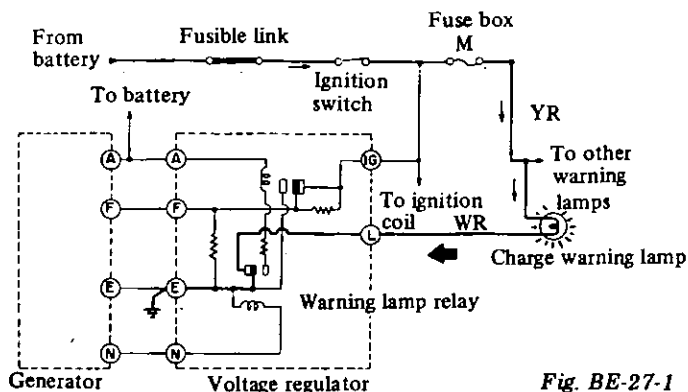 From
battery
Fusible link
Ignition
switch
Fuse box
M
To battery
YR
To other
warning
lamps
To ignition
coil
WR
Charge warning lamp
A
A
IG
F
F
L
E
E
Warning lamp relay
N
N
Generator
Voltage regulator
Fig. BE-27-1